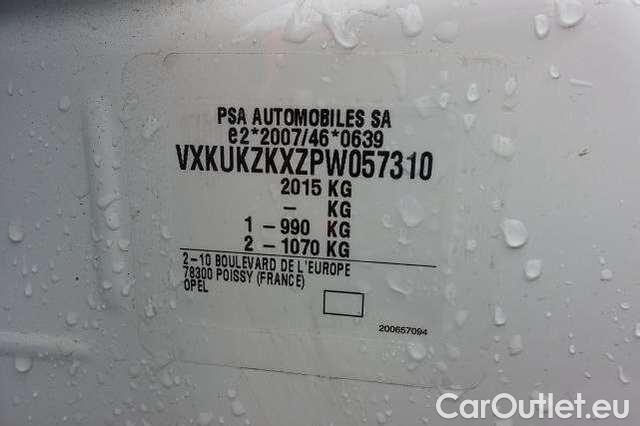 PSA AUTOMOBILES SA
e2*2007/46*0639
VXKUKZKXZPW057310
2015 KG
– KG
1 – 990 KG
2 – 1070 KG
2–10 BOULEVARD DE L'EUROPE
78300 POISSY (FRANCE)
OPEL
200657094
CarOutlet.eu